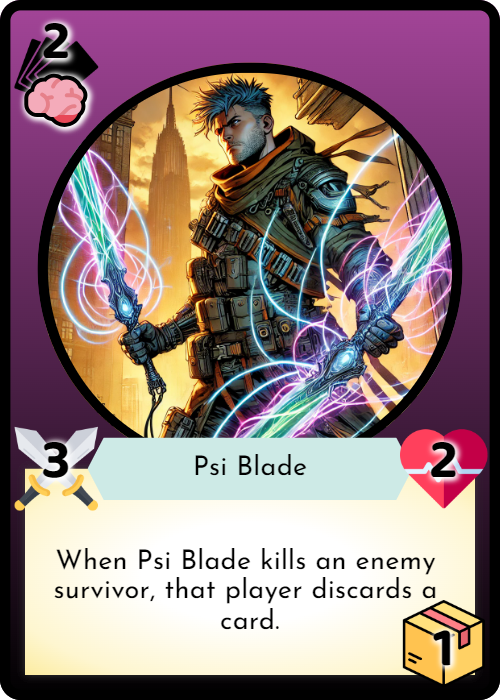 2
3
Psi Blade
2
When Psi Blade kills an enemy
survivor, that player discards a
card.
1